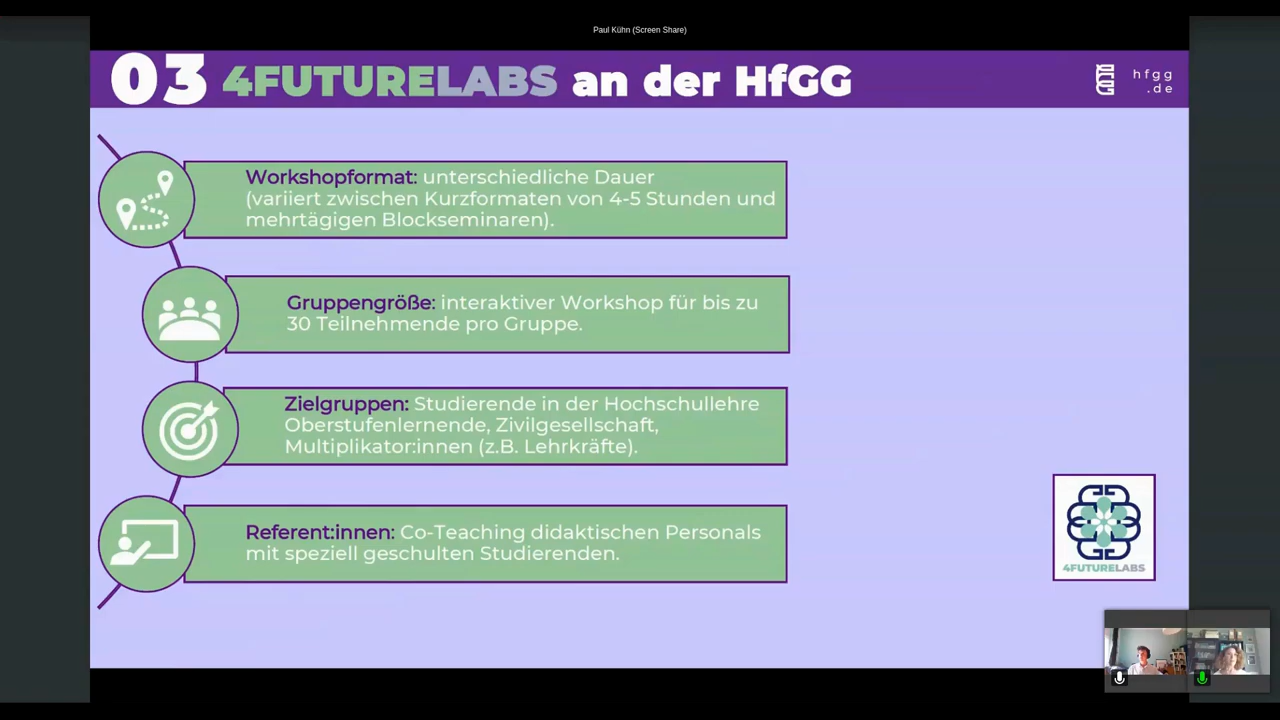 Paul Kühn (Screen Share)
03 4FUTURELABS an der HfGG
hfgg
.de
Workshopformat: unterschiedliche Dauer
(variiert zwischen Kurzformaten von 4-5 Stunden und
mehrtägigen Blockseminaren).
Gruppengröße: interaktiver Workshop für bis zu
30 Teilnehmende pro Gruppe.
Zielgruppen: Studierende in der Hochschullehre
Oberstufenlernende, Zivilgesellschaft,
Multiplikator:innen (z.B. Lehrkräfte).
Referent:innen: Co-Teaching didaktischen Personals
mit speziell geschulten Studierenden.
4FUTURELABS